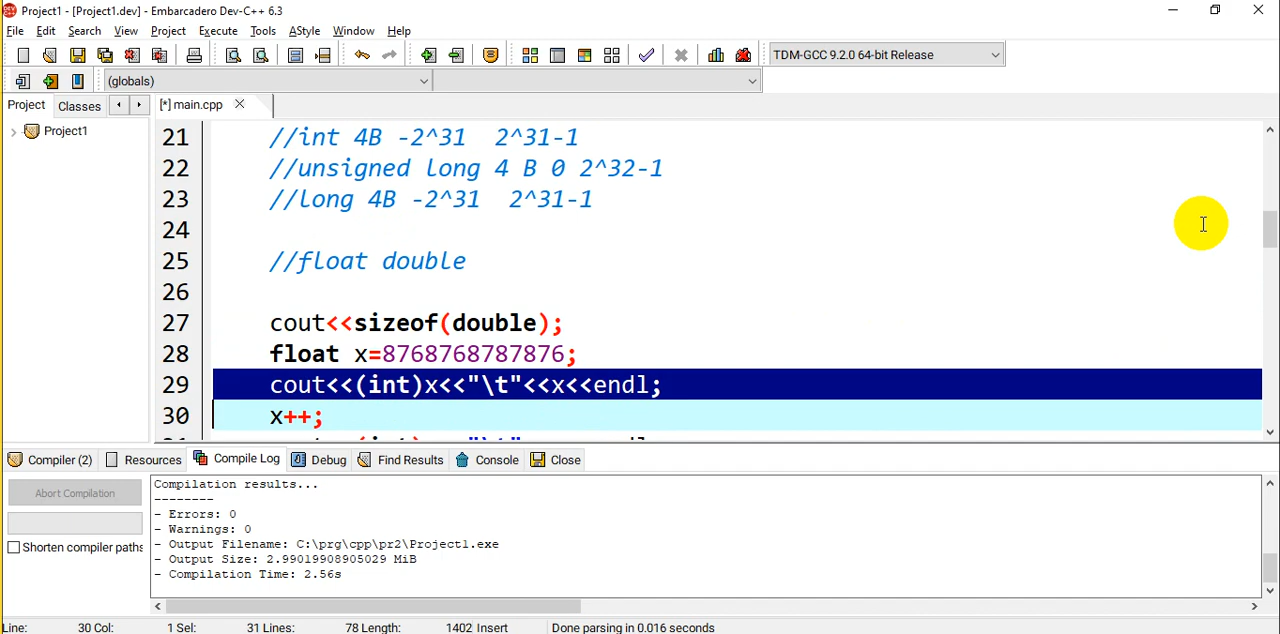 Project1 - [Project1.dev] - Embarcadero Dev-C++ 6.3
File Edit Search View Project Execute Tools AStyle Window Help
TDM-GCC 9.2.0 64-bit Release
(globals)
Project Classes [*] main.cpp
Project1
21 //int 4B -2^31  2^31-1
22 //unsigned long 4 B 0 2^32-1
23 //long 4B -2^31  2^31-1
24
25 //float double
26
27 cout<<sizeof(double);
28 float x=8768768787876;
29 cout<<(int)x<<"\t"<<x<<endl;
30 x++;
Compiler (2) Resources Compile Log Debug Find Results Console Close
Abort Compilation
Shorten compiler paths
Compilation results...
--------
- Errors: 0
- Warnings: 0
- Output Filename: C:\prg\cpp\pr2\Project1.exe
- Output Size: 2.99019908905029 MiB
- Compilation Time: 2.56s
Line: 30 Col: 1 Sel: 31 Lines: 78 Length: 1402 Insert Done parsing in 0.016 seconds